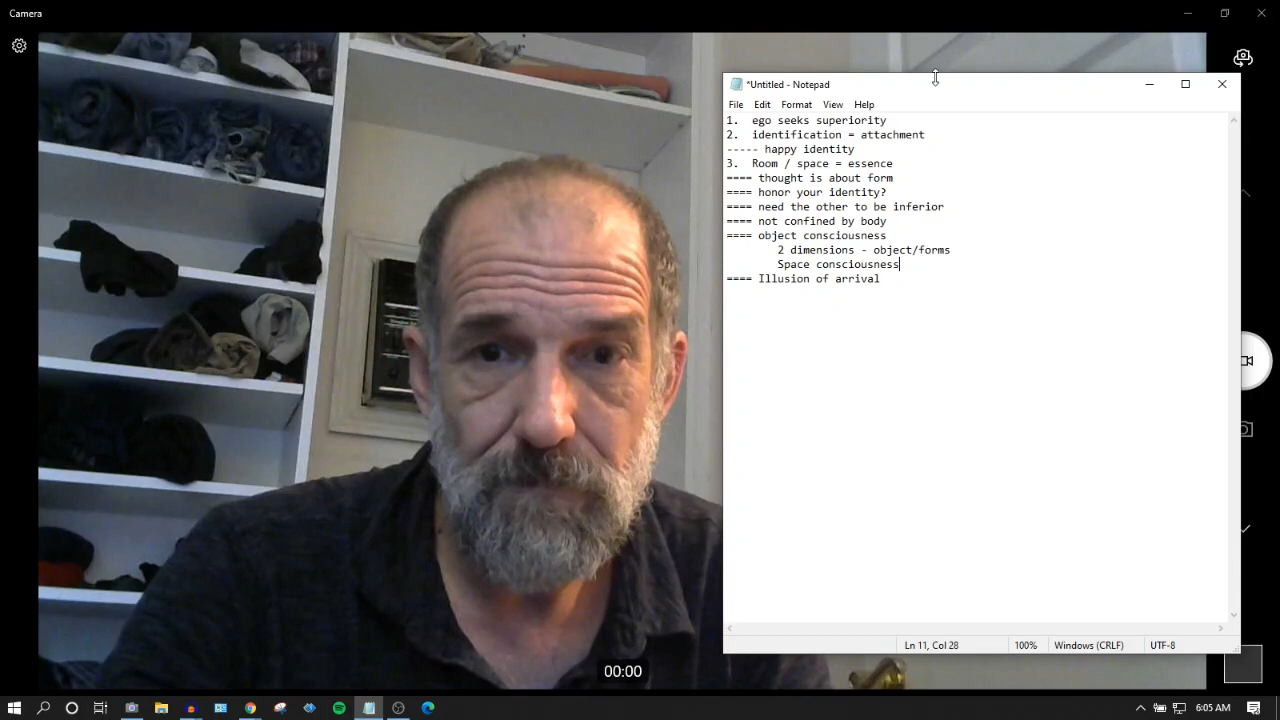 Camera
*Untitled - Notepad
File Edit Format View Help
1.  ego seeks superiority
2.  identification = attachment
----- happy identity
3.  Room / space = essence
==== thought is about form
==== honor your identity?
==== need the other to be inferior
==== not confined by body
==== object consciousness
        2 dimensions - object/forms
        Space consciousness
==== Illusion of arrival
Ln 11, Col 28 100% Windows (CRLF) UTF-8
00:00
6:05 AM